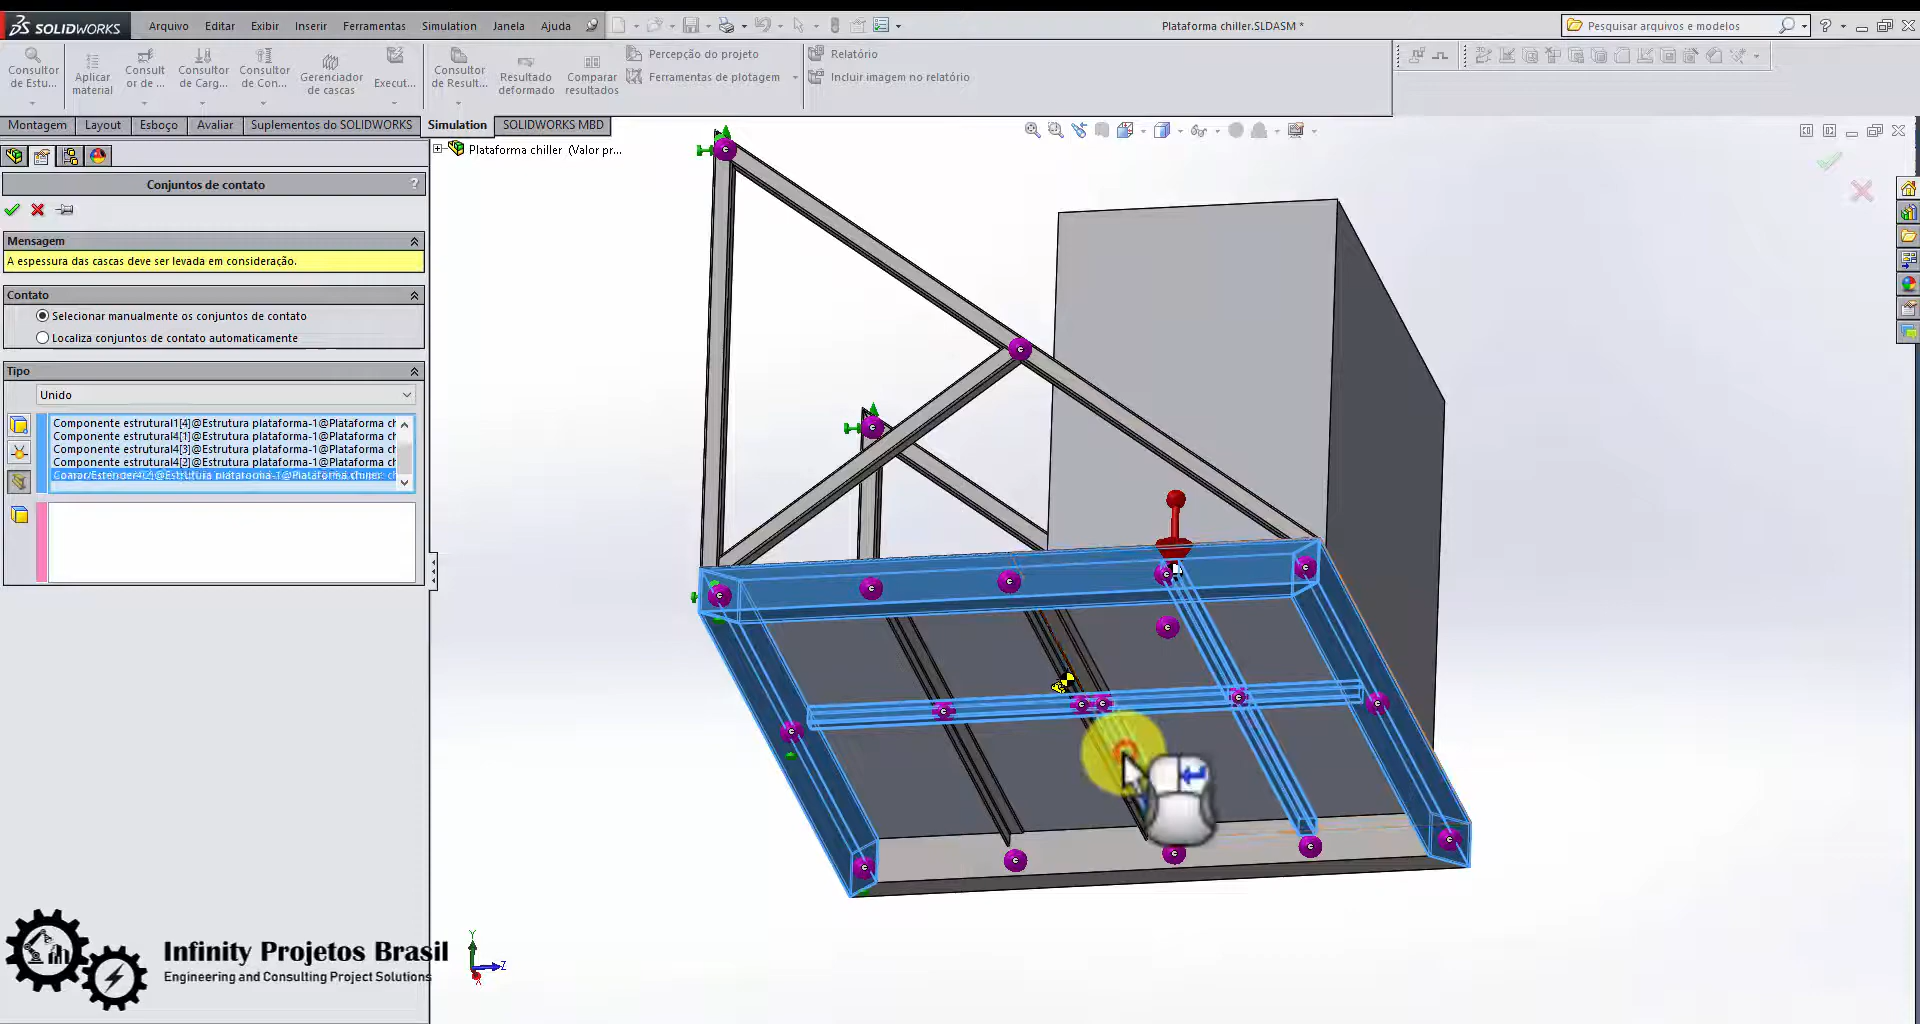 SOLIDWORKS
Arquivo
Editar
Exibir
Inserir
Ferramentas
Simulation
Janela
Ajuda
Plataforma chiller.SLDASM *
Pesquisar arquivos e modelos
Consultor
de Estu...
Aplicar
material
Consult
or de ...
Consultor
de Carg...
Consultor
de Con...
Gerenciador
de cascas
Execut...
Consultor
de Result...
Resultado
deformado
Comparar
resultados
Percepção do projeto
Ferramentas de plotagem
Relatório
Incluir imagem no relatório
Montagem
Layout
Esboço
Avaliar
Suplementos do SOLIDWORKS
Simulation
SOLIDWORKS MBD
Plataforma chiller (Valor pr...
Conjuntos de contato
?
Mensagem
A espessura das cascas deve ser levada em consideração.
Contato
Selecionar manualmente os conjuntos de contato
Localiza conjuntos de contato automaticamente
Tipo
Unido
Componente estrutural1[4]@Estrutura plataforma-1@Plataforma ch
Componente estrutural4[1]@Estrutura plataforma-1@Plataforma ch
Componente estrutural4[3]@Estrutura plataforma-1@Plataforma ch
Componente estrutural4[2]@Estrutura plataforma-1@Plataforma ch
Infinity Projetos Brasil
Engineering and Consulting Project Solutions
Y
Z
X